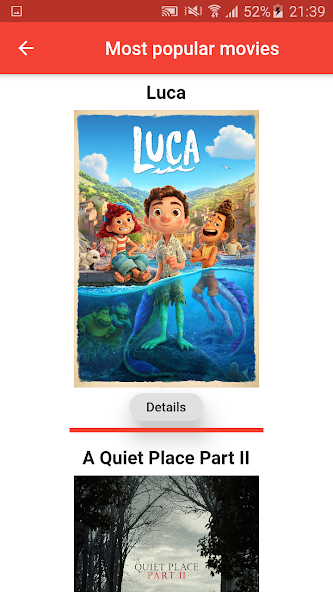 52% 21:39
Most popular movies
Luca
LUCA
Details
A Quiet Place Part II
QUIET PLACE
PART II